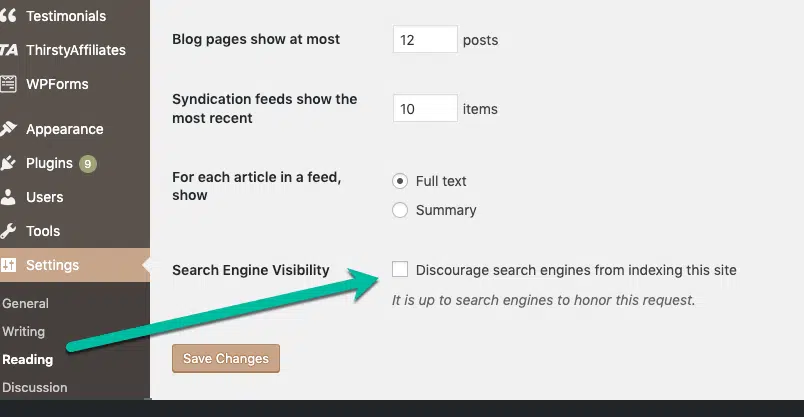 Testimonials
TA ThirstyAffiliates
WPForms
Appearance
Plugins 9
Users
Tools
Settings
General
Writing
Reading
Discussion
Blog pages show at most 12 posts
Syndication feeds show the
most recent 10 items
For each article in a feed,
show
Full text
Summary
Search Engine Visibility Discourage search engines from indexing this site
It is up to search engines to honor this request.
Save Changes